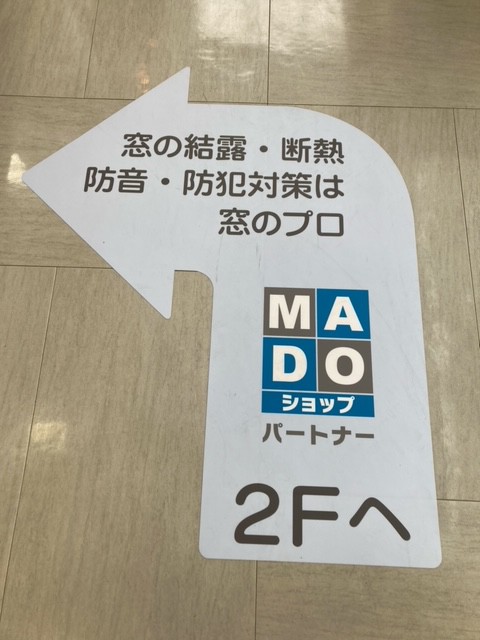 窓の結露・断熱
防音・防犯対策は
窓のプロ
MA
DO
ショップ
パートナー
2Fへ